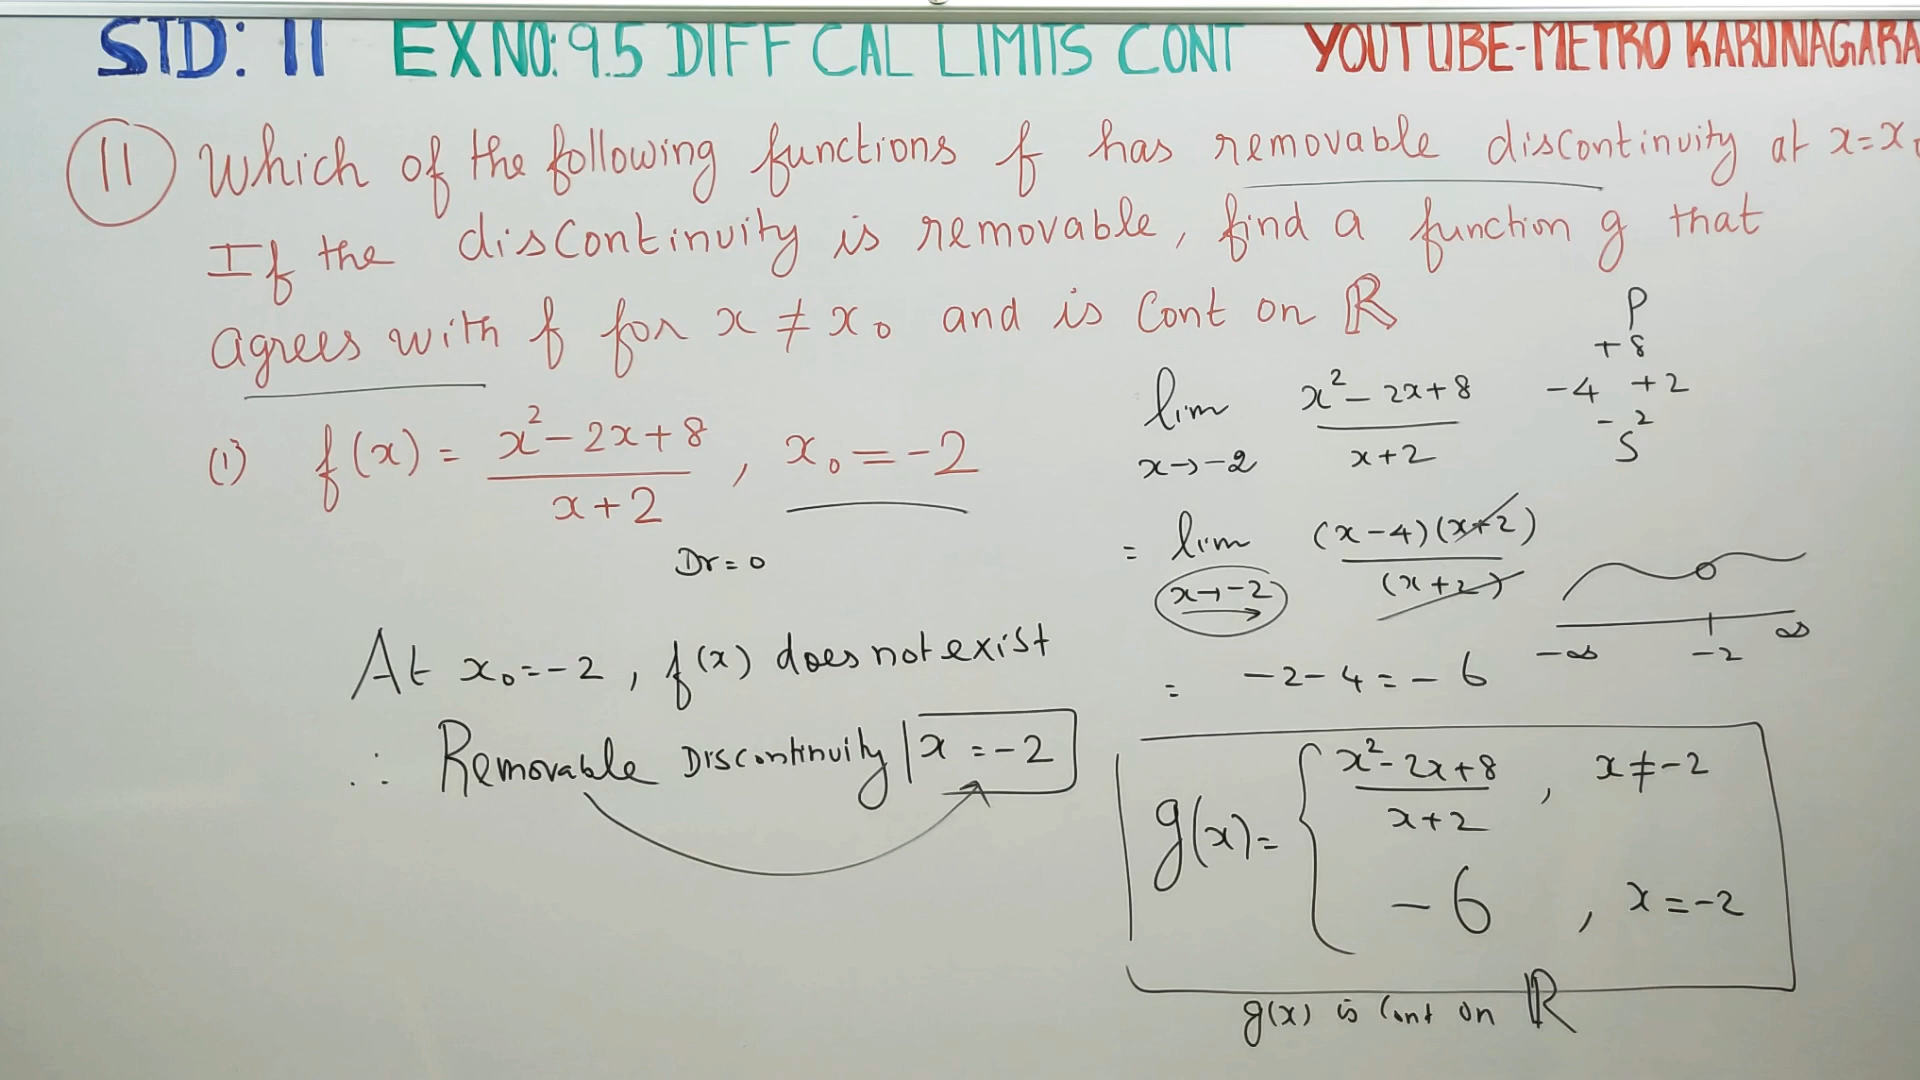 STD: 11 EX NO: 9.5 DIFF CAL LIMITS CONT YOUTUBE-METRO KARUNAGARA
11 Which of the following functions f has removable discontinuity at x=x₀
If the discontinuity is removable, find a function g that
agrees with f for x ≠ x₀ and is Cont on ℝ
(i) f(x) = (x²-2x+8)/(x+2), x₀ = -2
Dr = 0
At x₀ = -2, f(x) does not exist
∴ Removable Discontinuity | x = -2
P
+8
-4 +2
-2
S
lim x→-2 (x²-2x+8)/(x+2)
= lim x→-2 (x-4)(x+2)/(x+2)
-∞ -2 ∞
= -2-4 = -6
g(x) = { (x²-2x+8)/(x+2), x≠-2
-6, x=-2
g(x) is Cont on ℝ